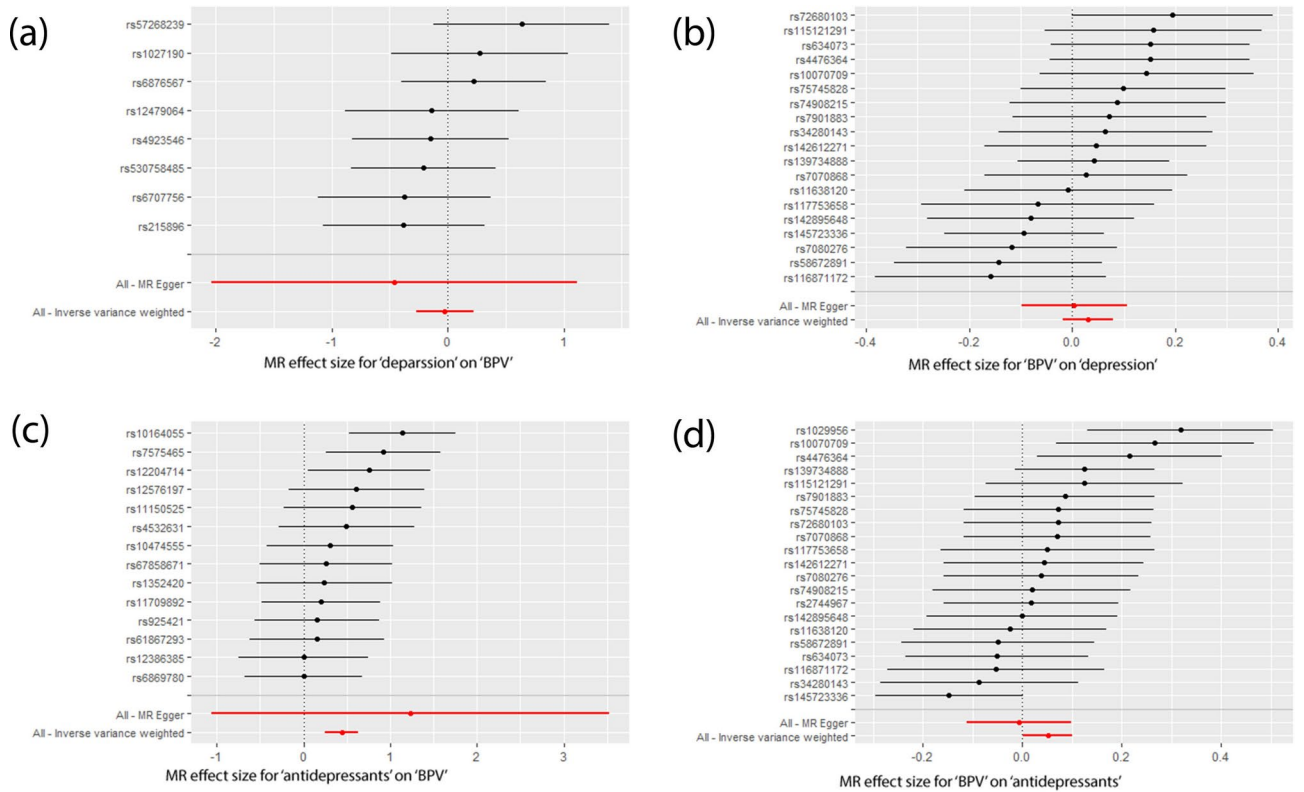 (a)
rs57268239
rs1027190
rs6876567
rs12479064
rs4923546
rs530758485
rs6707756
rs215896
All - MR Egger
All - Inverse variance weighted
-2
-1
0
1
MR effect size for 'deparssion' on 'BPV'
(b)
rs72680103
rs115121291
rs634073
rs4476364
rs10070709
rs75745828
rs74908215
rs7901883
rs34280143
rs142612271
rs139734888
rs7070868
rs11638120
rs117753658
rs142895648
rs145723336
rs7080276
rs58672891
rs116871172
All - MR Egger
All - Inverse variance weighted
-0.4
-0.2
0.0
0.2
0.4
MR effect size for 'BPV' on 'depression'
(c)
rs10164055
rs7575465
rs12204714
rs12576197
rs11150525
rs4532631
rs10474555
rs67858671
rs1352420
rs11709892
rs925421
rs61867293
rs12386385
rs6869780
All - MR Egger
All - Inverse variance weighted
-1
0
1
2
3
MR effect size for 'antidepressants' on 'BPV'
(d)
rs1029956
rs10070709
rs4476364
rs139734888
rs115121291
rs7901883
rs75745828
rs72680103
rs7070868
rs117753658
rs142612271
rs7080276
rs74908215
rs2744967
rs142895648
rs11638120
rs58672891
rs634073
rs116871172
rs34280143
rs145723336
All - MR Egger
All - Inverse variance weighted
-0.2
0.0
0.2
0.4
MR effect size for 'BPV' on 'antidepressants'